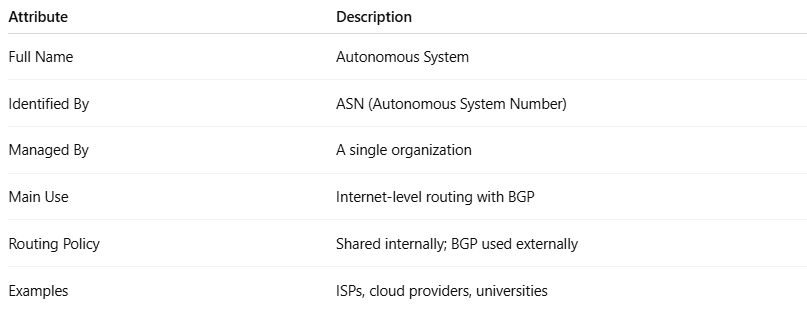 Attribute Description
Full Name Autonomous System
Identified By ASN (Autonomous System Number)
Managed By A single organization
Main Use Internet-level routing with BGP
Routing Policy Shared internally; BGP used externally
Examples ISPs, cloud providers, universities